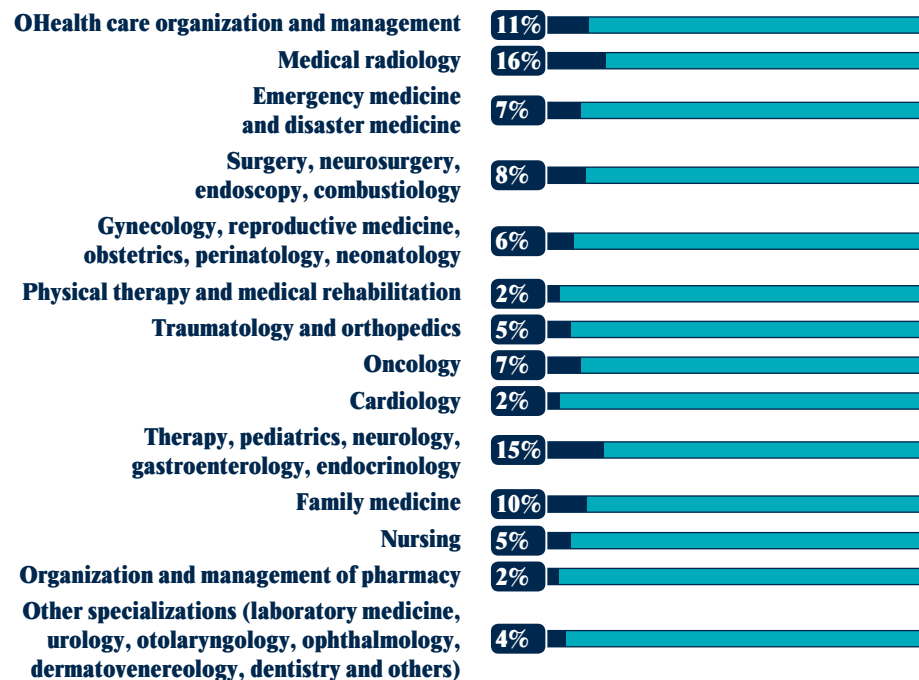 OHealth care organization and management 11%
Medical radiology 16%
Emergency medicine
and disaster medicine 7%
Surgery, neurosurgery,
endoscopy, combustiology 8%
Gynecology, reproductive medicine,
obstetrics, perinatology, neonatology 6%
Physical therapy and medical rehabilitation 2%
Traumatology and orthopedics 5%
Oncology 7%
Cardiology 2%
Therapy, pediatrics, neurology,
gastroenterology, endocrinology 15%
Family medicine 10%
Nursing 5%
Organization and management of pharmacy 2%
Other specializations (laboratory medicine,
urology, otolaryngology, ophthalmology, 4%
dermatovenereology, dentistry and others)